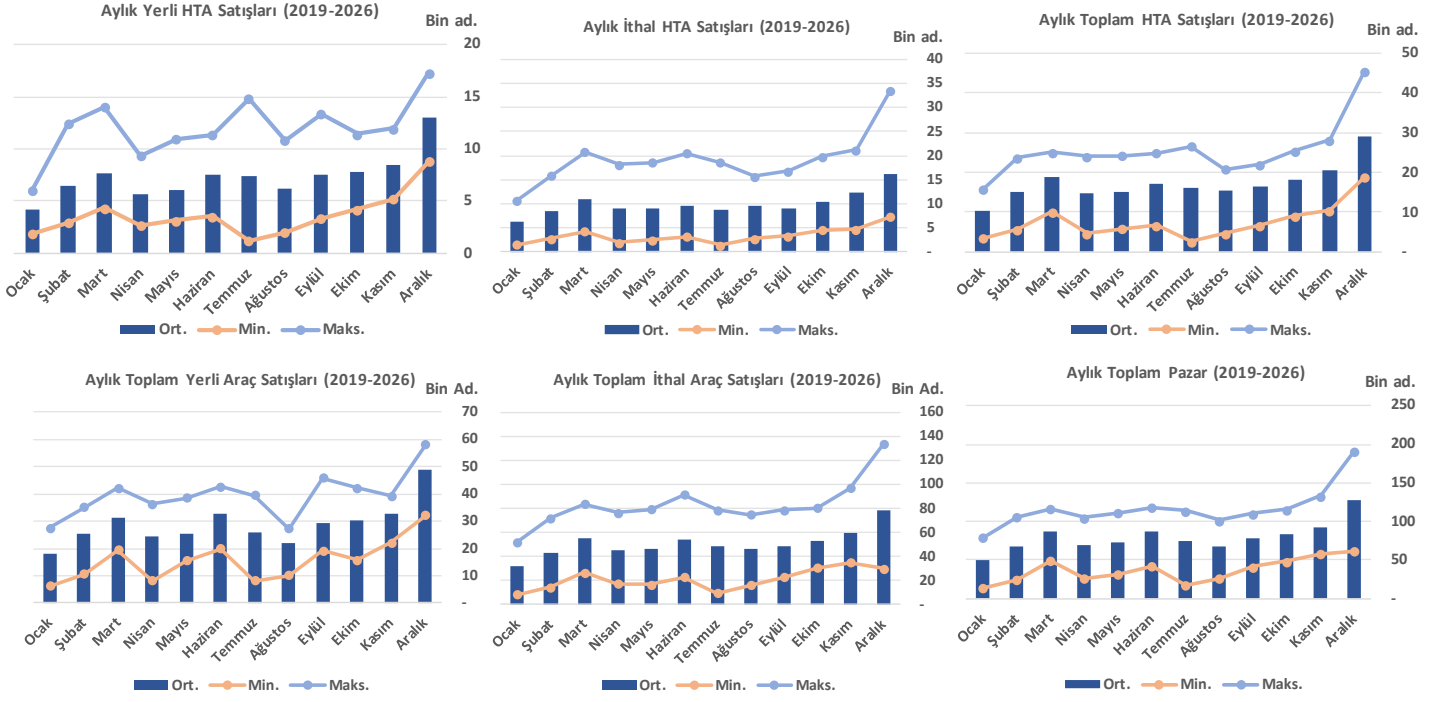 Aylık Yerli HTA Satışları (2019-2026)
Bin ad.
20
15
10
5
0
Ocak
Şubat
Mart
Nisan
Mayıs
Haziran
Temmuz
Ağustos
Eylül
Ekim
Kasım
Aralık
Ort. Min. Maks.
Aylık İthal HTA Satışları (2019-2026)
Bin ad.
40
35
30
25
20
15
10
5
-
Ocak
Şubat
Mart
Nisan
Mayıs
Haziran
Temmuz
Ağustos
Eylül
Ekim
Kasım
Aralık
Ort. Min. Maks.
Aylık Toplam HTA Satışları (2019-2026)
Bin ad.
50
40
30
20
10
-
Ocak
Şubat
Mart
Nisan
Mayıs
Haziran
Temmuz
Ağustos
Eylül
Ekim
Kasım
Aralık
Ort. Min. Maks.
Aylık Toplam Yerli Araç Satışları (2019-2026)
Bin Ad.
70
60
50
40
30
20
10
-
Ocak
Şubat
Mart
Nisan
Mayıs
Haziran
Temmuz
Ağustos
Eylül
Ekim
Kasım
Aralık
Ort. Min. Maks.
Aylık Toplam İthal Araç Satışları (2019-2026)
Bin Ad.
160
140
120
100
80
60
40
20
-
Ocak
Şubat
Mart
Nisan
Mayıs
Haziran
Temmuz
Ağustos
Eylül
Ekim
Kasım
Aralık
Ort. Min. Maks.
Aylık Toplam Pazar (2019-2026)
Bin ad.
250
200
150
100
50
-
Ocak
Şubat
Mart
Nisan
Mayıs
Haziran
Temmuz
Ağustos
Eylül
Ekim
Kasım
Aralık
Ort. Min. Maks.